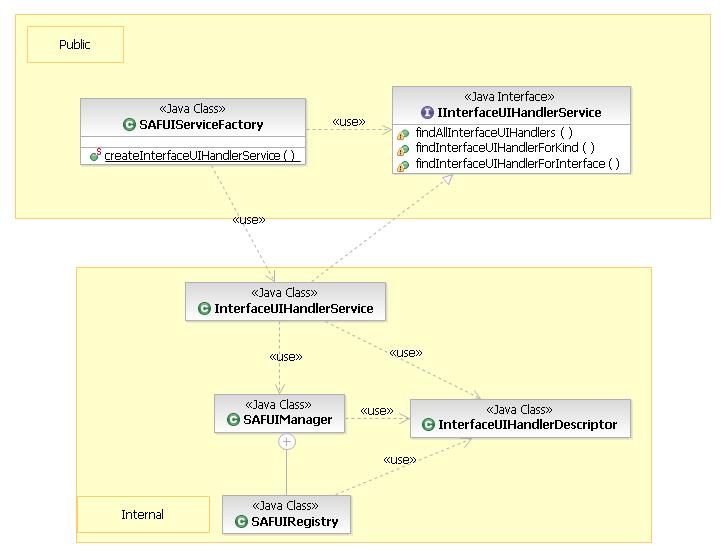 Public
«Java Class»
C SAFUIServiceFactory
S createInterfaceUIHandlerService ( )
«use»
«Java Interface»
I IInterfaceUIHandlerService
findAllInterfaceUIHandlers ( )
findInterfaceUIHandlerForKind ( )
findInterfaceUIHandlerForInterface ( )
«use»
«Java Class»
C InterfaceUIHandlerService
«use»
«use»
«Java Class»
C SAFUIManager
«use»
«Java Class»
C InterfaceUIHandlerDescriptor
«use»
«Java Class»
C SAFUIRegistry
Internal